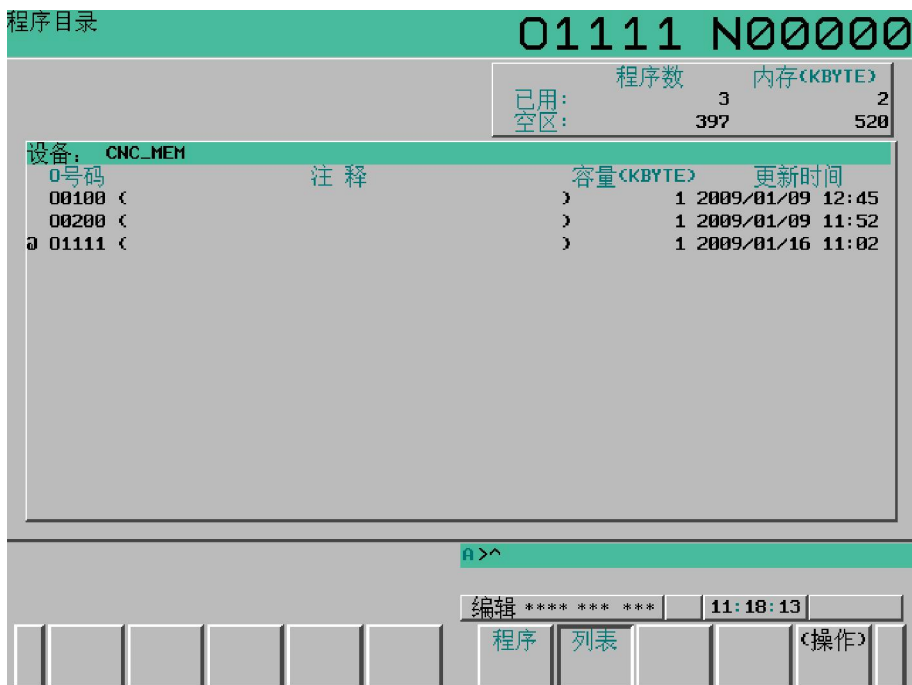 程序目录 O1111 N00000
程序数 内存(KBYTE)
已用: 3 2
空区: 397 520
设备: CNC_MEM
O号码 注释 容量(KBYTE) 更新时间
O0100 ( ) 1 2009/01/09 12:45
O0200 ( ) 1 2009/01/09 11:52
@ O1111 ( ) 1 2009/01/16 11:02
A>^
编辑 **** *** *** 11:18:13
程序 列表 (操作)